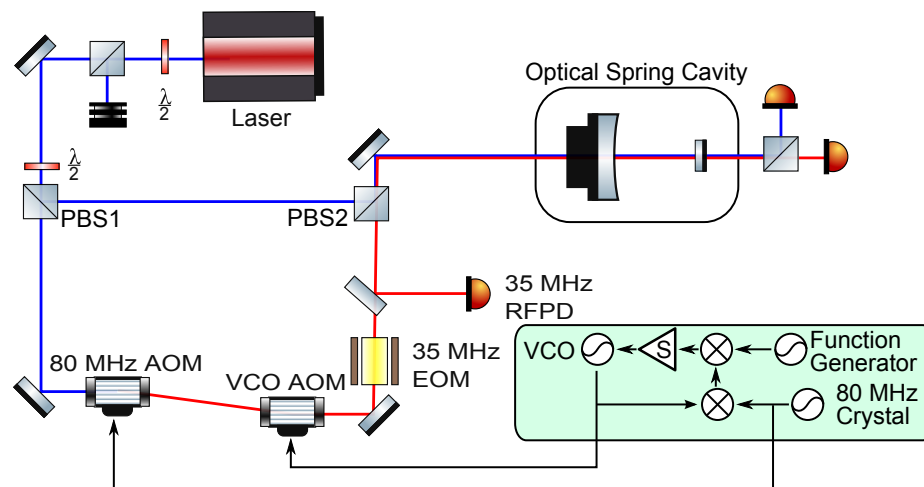 Optical Spring Cavity
λ/2
Laser
λ/2
PBS1
PBS2
35 MHz
RFPD
80 MHz AOM
VCO AOM
35 MHz
EOM
VCO
S
Function
Generator
80 MHz
Crystal